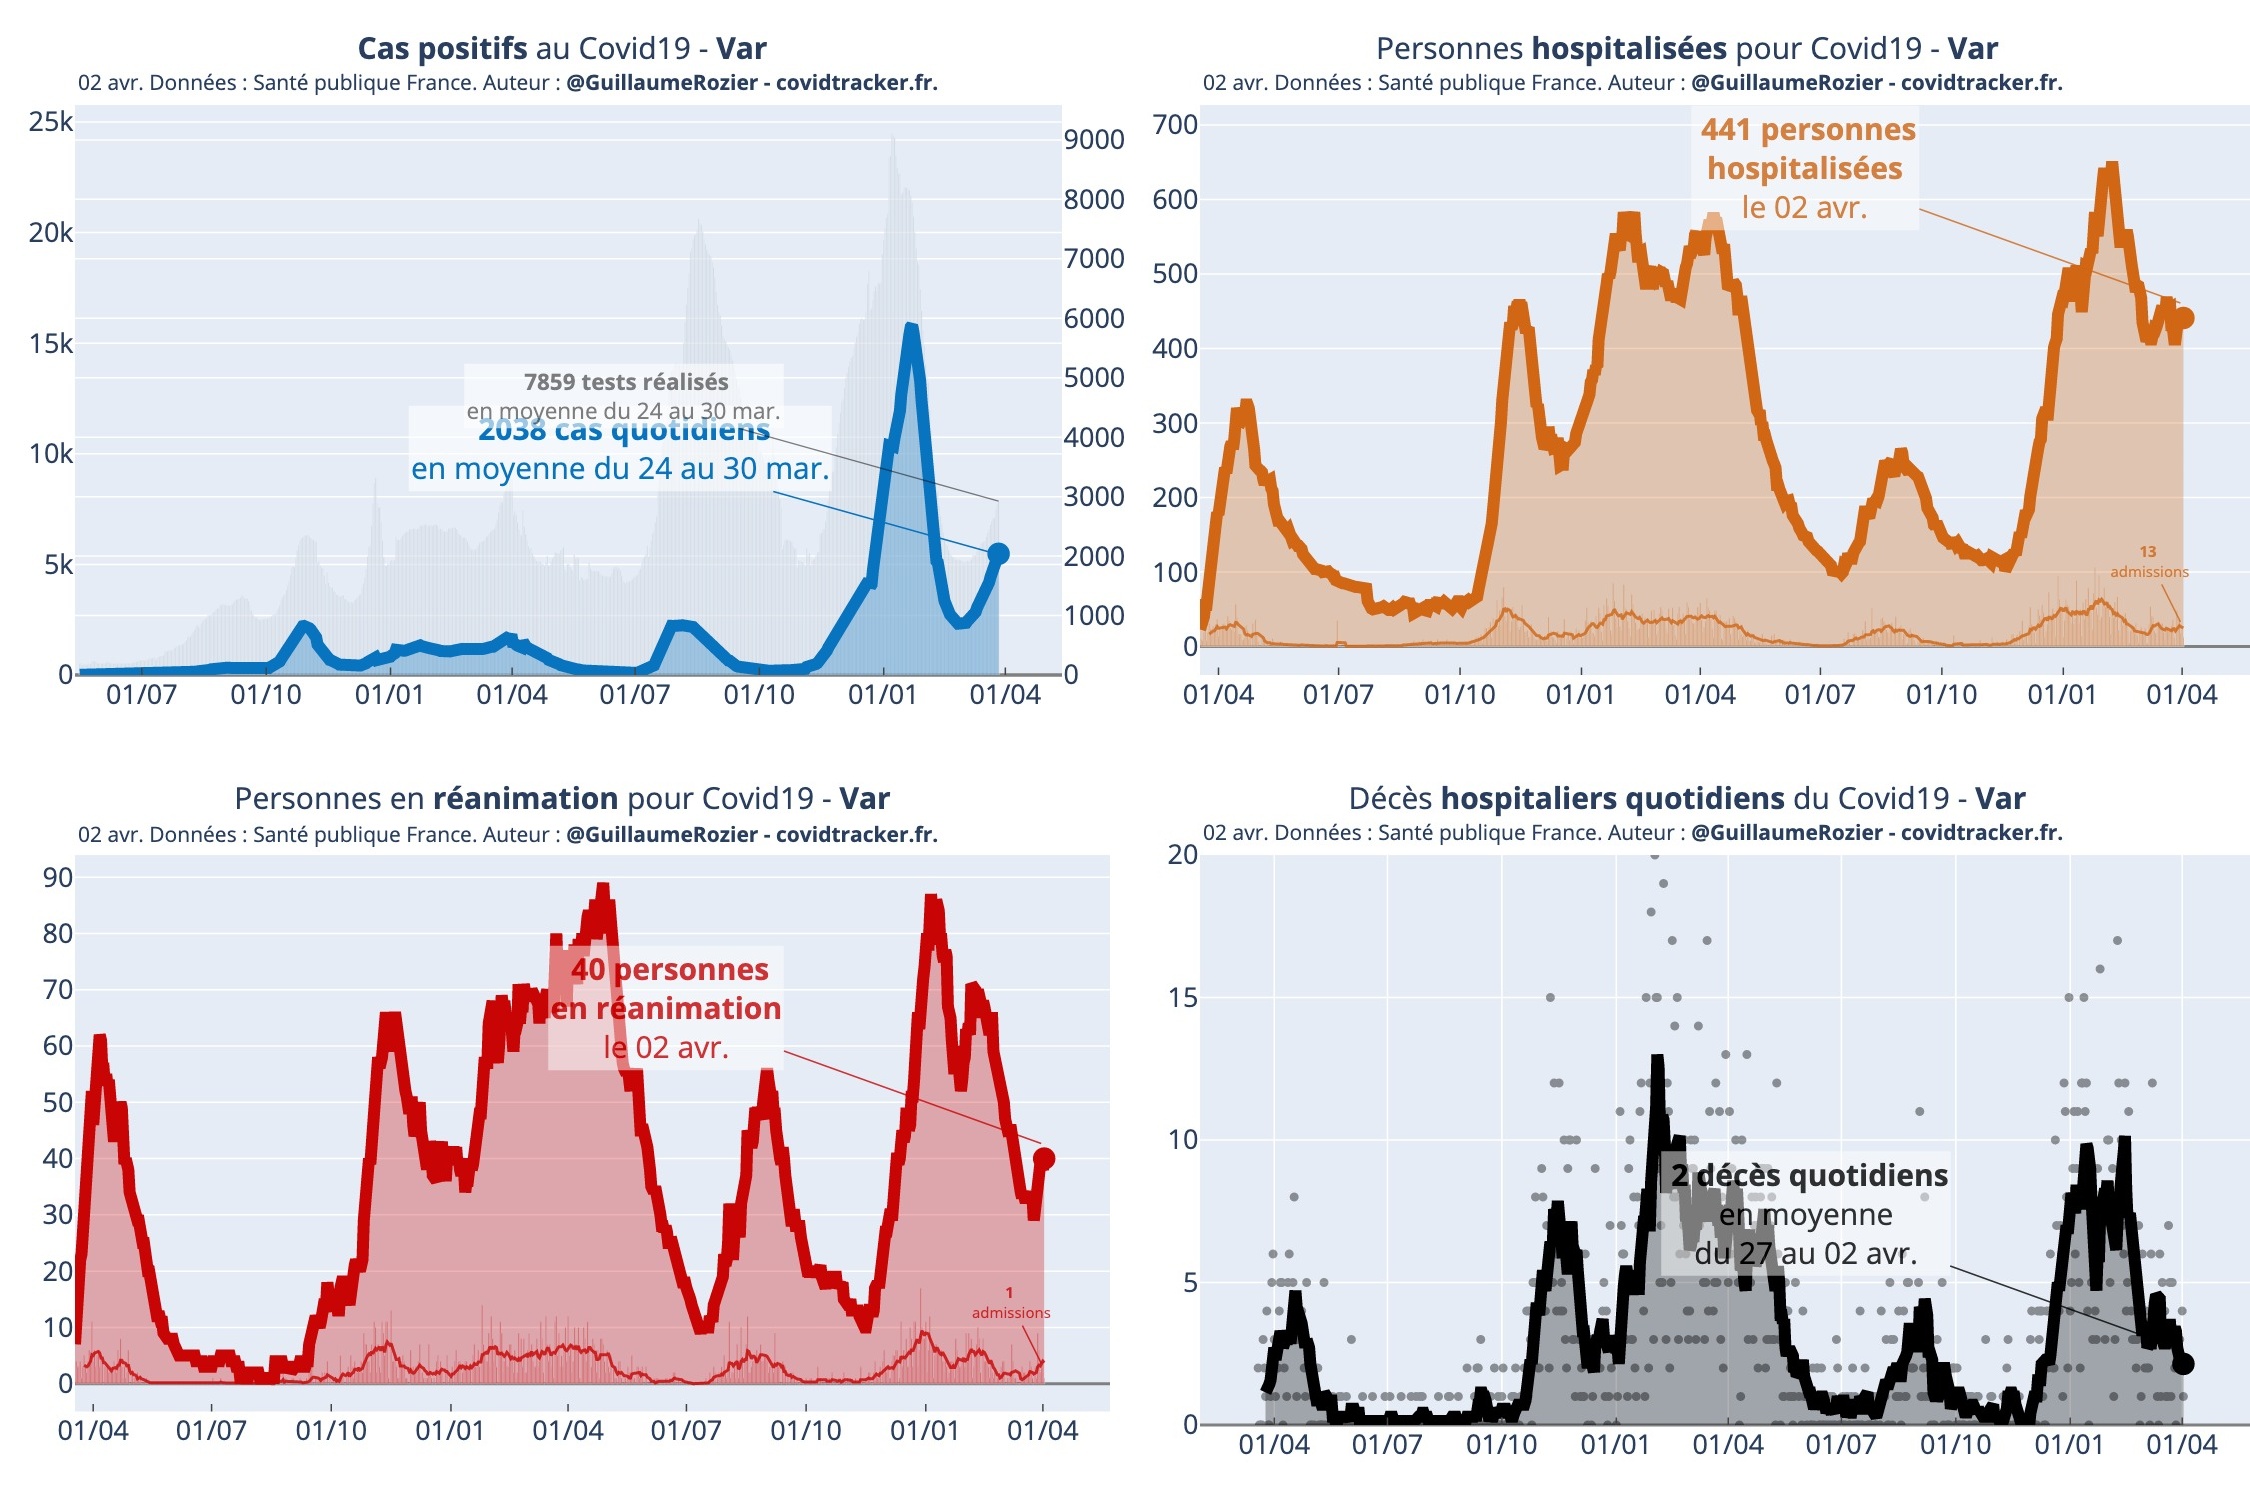 Cas positifs au Covid19 - Var
02 avr. Données : Santé publique France. Auteur : @GuillaumeRozier - covidtracker.fr.
25k
20k
15k
10k
5k
0
9000
8000
7000
6000
5000
4000
3000
2000
1000
0
7859 tests réalisés
en moyenne du 24 au 30 mar.
2038 cas quotidiens
en moyenne du 24 au 30 mar.
01/07 01/10 01/01 01/04 01/07 01/10 01/01 01/04
Personnes hospitalisées pour Covid19 - Var
02 avr. Données : Santé publique France. Auteur : @GuillaumeRozier - covidtracker.fr.
700
600
500
400
300
200
100
0
441 personnes
hospitalisées
le 02 avr.
13
admissions
01/04 01/07 01/10 01/01 01/04 01/07 01/10 01/01 01/04
Personnes en réanimation pour Covid19 - Var
02 avr. Données : Santé publique France. Auteur : @GuillaumeRozier - covidtracker.fr.
90
80
70
60
50
40
30
20
10
0
40 personnes
en réanimation
le 02 avr.
1
admissions
01/04 01/07 01/10 01/01 01/04 01/07 01/10 01/01 01/04
Décès hospitaliers quotidiens du Covid19 - Var
02 avr. Données : Santé publique France. Auteur : @GuillaumeRozier - covidtracker.fr.
20
15
10
5
0
2 décès quotidiens
en moyenne
du 27 au 02 avr.
01/04 01/07 01/10 01/01 01/04 01/07 01/10 01/01 01/04